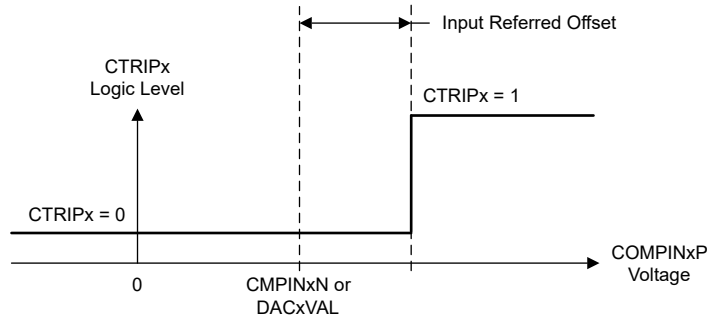 Input Referred Offset
CTRIPx
Logic Level
CTRIPx = 1
CTRIPx = 0
COMPINxP
Voltage
0
CMPINxN or
DACxVAL